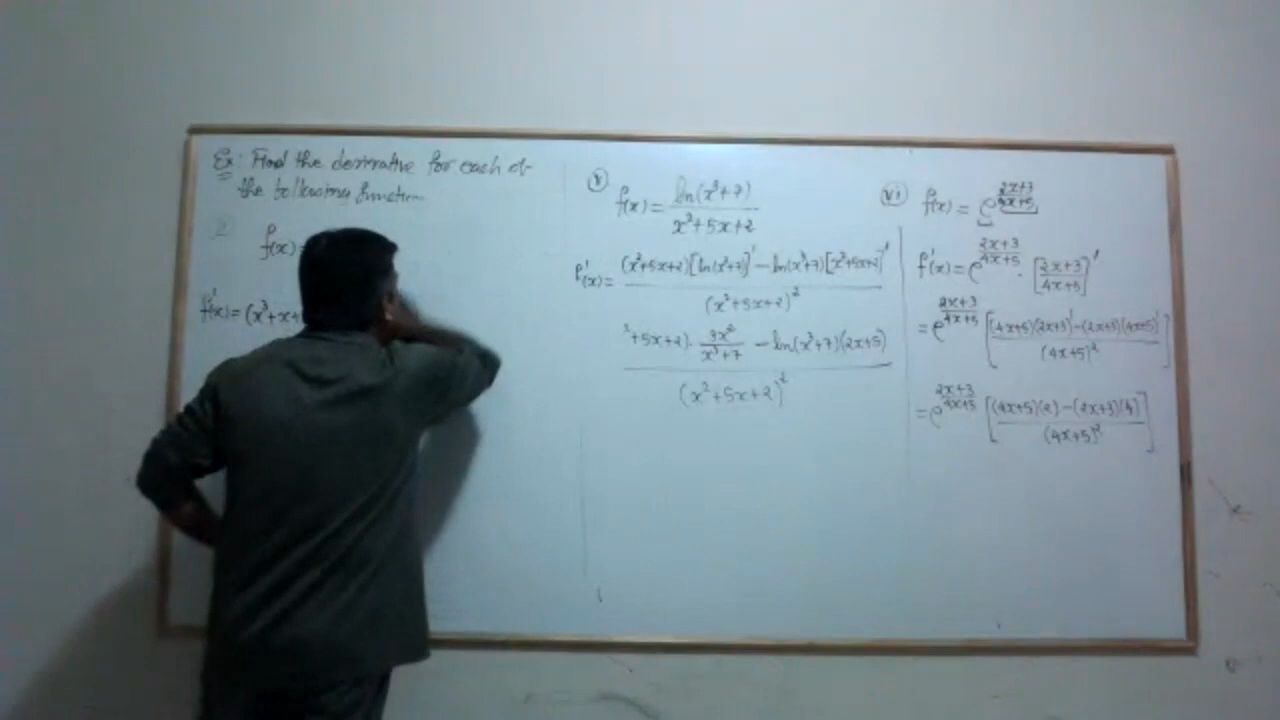 Ex: Find the derivative for each of
the following function.
f(x)=
f'(x)= (x³+x+
(v)
f(x)= ln(x³+7) / x²+5x+2
f'(x)= (x²+5x+2)[ln(x³+7)]' − ln(x³+7)[x²+5x+2]' / (x²+5x+2)²
²+5x+2). 3x²/x³+7 − ln(x³+7)(2x+5) / (x²+5x+2)²
(vi) f(x) = e^(2x+3/4x+5)
f'(x)= e^(2x+3/4x+5) . [2x+3/4x+5]'
= e^(2x+3/4x+5) [(4x+5)(2x+3)'−(2x+3)(4x+5)' / (4x+5)²]
= e^(2x+3/4x+5) [(4x+5)(2)−(2x+3)(4) / (4x+5)²]